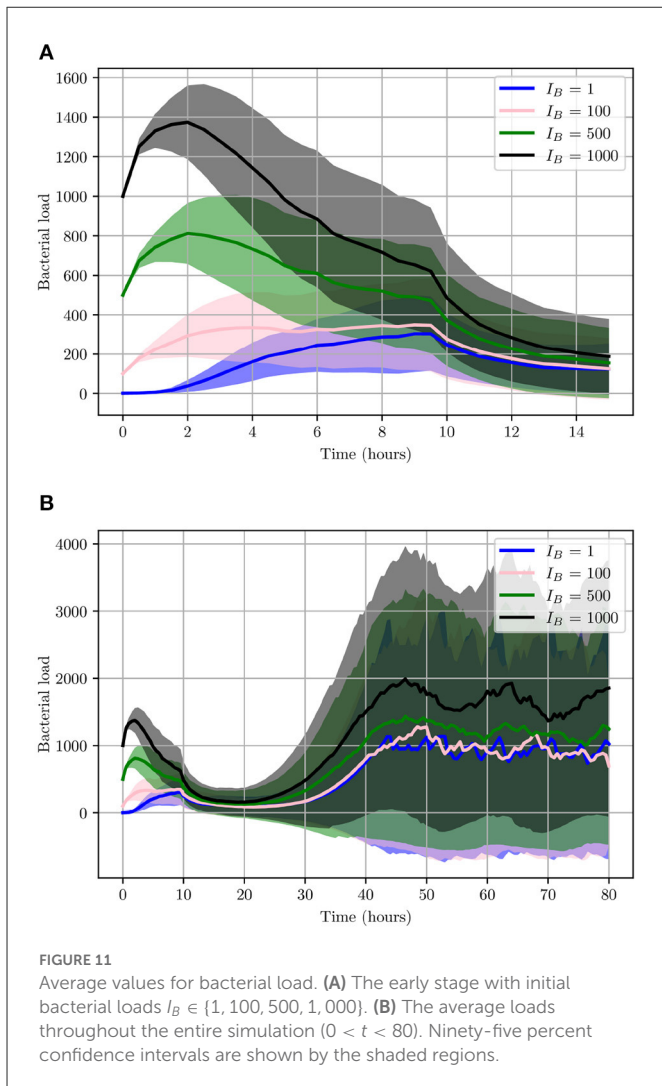 A
1600
1400
1200
1000
800
600
400
200
0
Bacterial load
I_B = 1
I_B = 100
I_B = 500
I_B = 1000
0 2 4 6 8 10 12 14
Time (hours)
B
4000
3000
2000
1000
0
Bacterial load
I_B = 1
I_B = 100
I_B = 500
I_B = 1000
0 10 20 30 40 50 60 70 80
Time (hours)
FIGURE 11
Average values for bacterial load. (A) The early stage with initial
bacterial loads I_B ∈ {1, 100, 500, 1,000}. (B) The average loads
throughout the entire simulation (0 < t < 80). Ninety-five percent
confidence intervals are shown by the shaded regions.